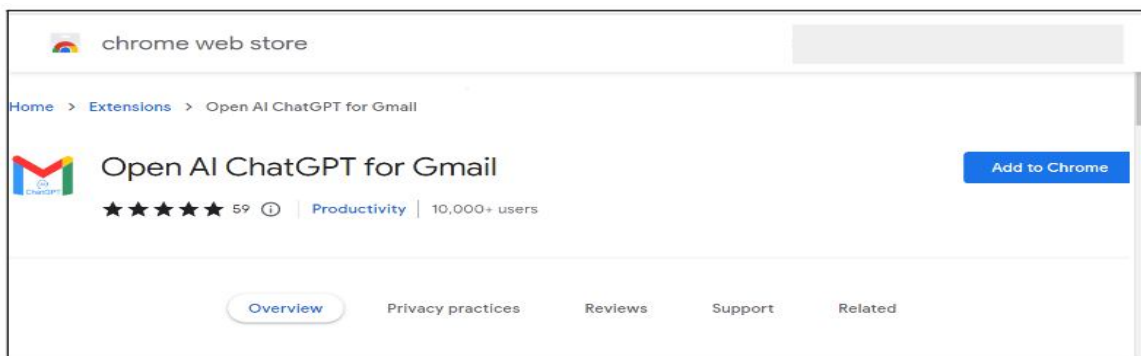 chrome web store
Home > Extensions > Open AI ChatGPT for Gmail
Open AI ChatGPT for Gmail
Add to Chrome
ChatGPT
59 Productivity 10,000+ users
Overview Privacy practices Reviews Support Related